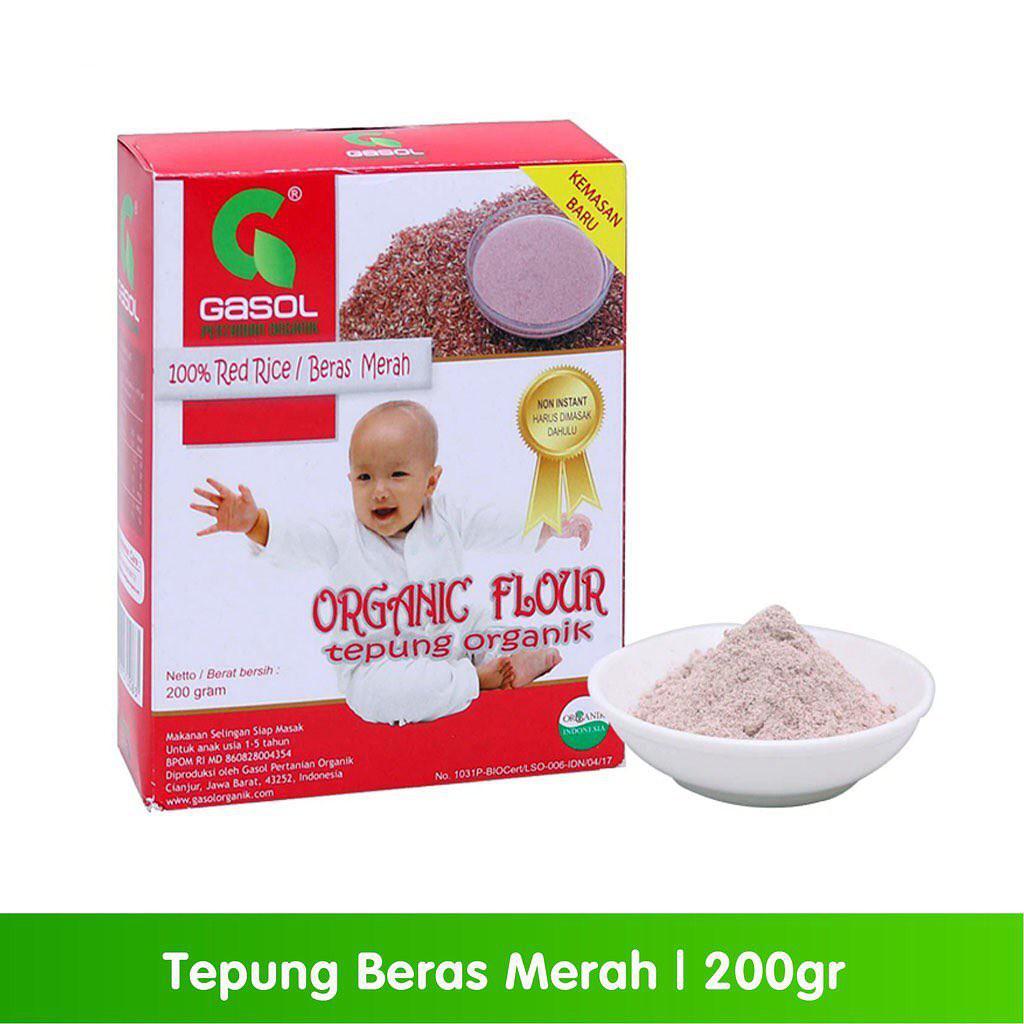 GASOL
®
GASOL
PERTANIAN ORGANIK
KEMASAN
BARU
100% Red Rice / Beras Merah
NON INSTANT
HARUS DIMASAK
DAHULU
ORGANIC FLOUR
tepung organik
Netto / Berat bersih :
200 gram
Makanan Selingan Siap Masak
Untuk anak usia 1-5 tahun
BPOM RI MD 860828004354
Diproduksi oleh Gasol Pertanian Organik
Cianjur, Jawa Barat, 43252, Indonesia
www.gasolorganik.com
ORGANIK
INDONESIA
No. 1031P-BIOCert/LSO-006-IDN/04/17
Tepung Beras Merah | 200gr